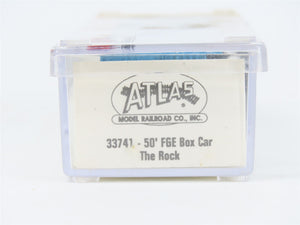 ATLAS
MODEL RAILROAD CO., INC.
33741 - 50' FGE Box Car
The Rock